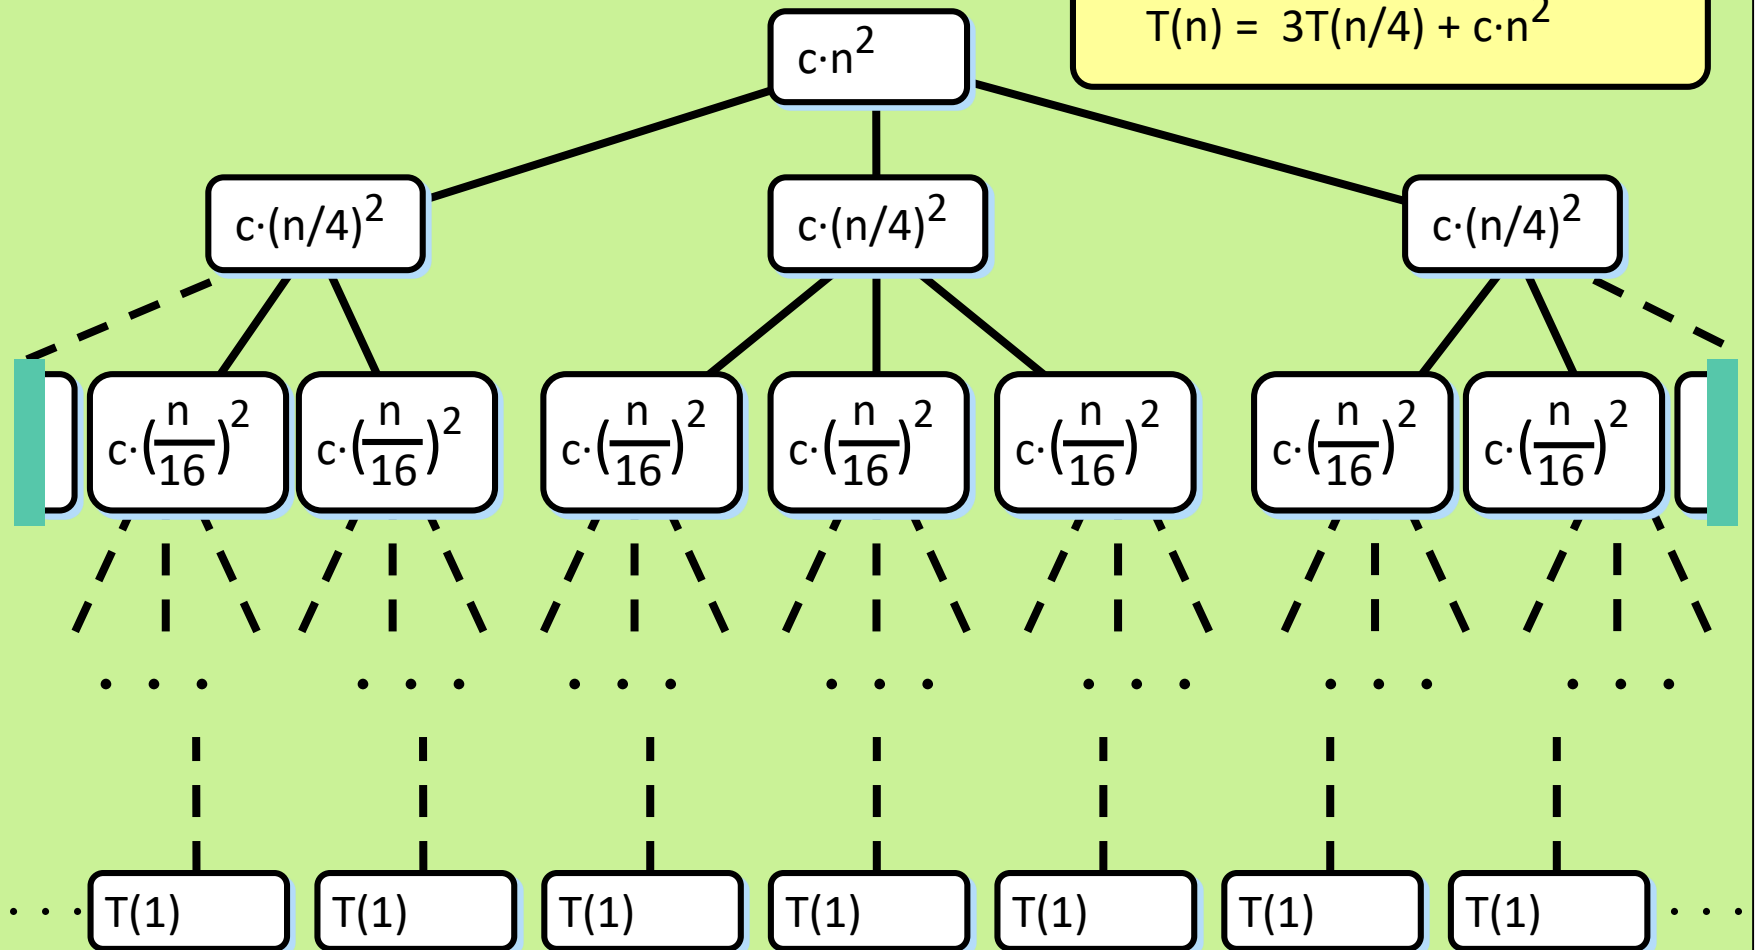 T(n) = 3T(n/4) + c·n²
c·n²
c·(n/4)² c·(n/4)² c·(n/4)²
c·(n/16)² c·(n/16)² c·(n/16)² c·(n/16)² c·(n/16)² c·(n/16)² c·(n/16)²
. . . . . . . . . . . . . . . . . . . . .
. . . T(1) T(1) T(1) T(1) T(1) T(1) T(1) . . .